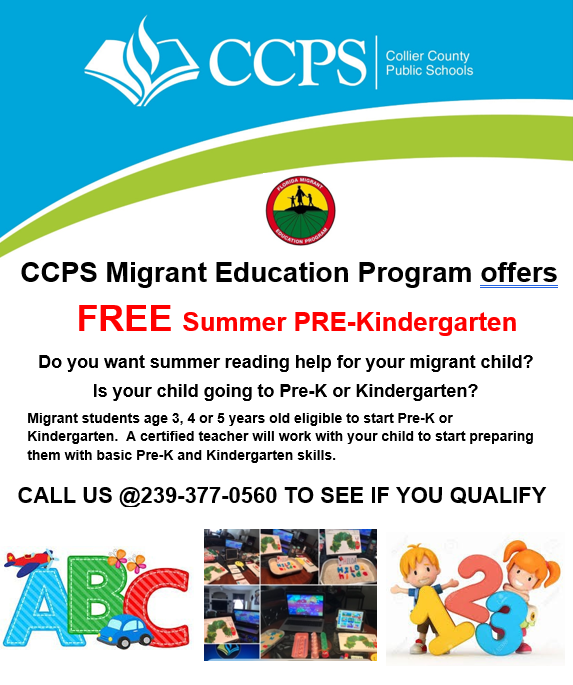 CCPS
Collier County
Public Schools
FLORIDA MIGRANT
EDUCATION PROGRAM
CCPS Migrant Education Program offers
FREE Summer PRE-Kindergarten
Do you want summer reading help for your migrant child?
Is your child going to Pre-K or Kindergarten?
Migrant students age 3, 4 or 5 years old eligible to start Pre-K or
Kindergarten.  A certified teacher will work with your child to start preparing
them with basic Pre-K and Kindergarten skills.
CALL US @239-377-0560 TO SEE IF YOU QUALIFY
ABC
123